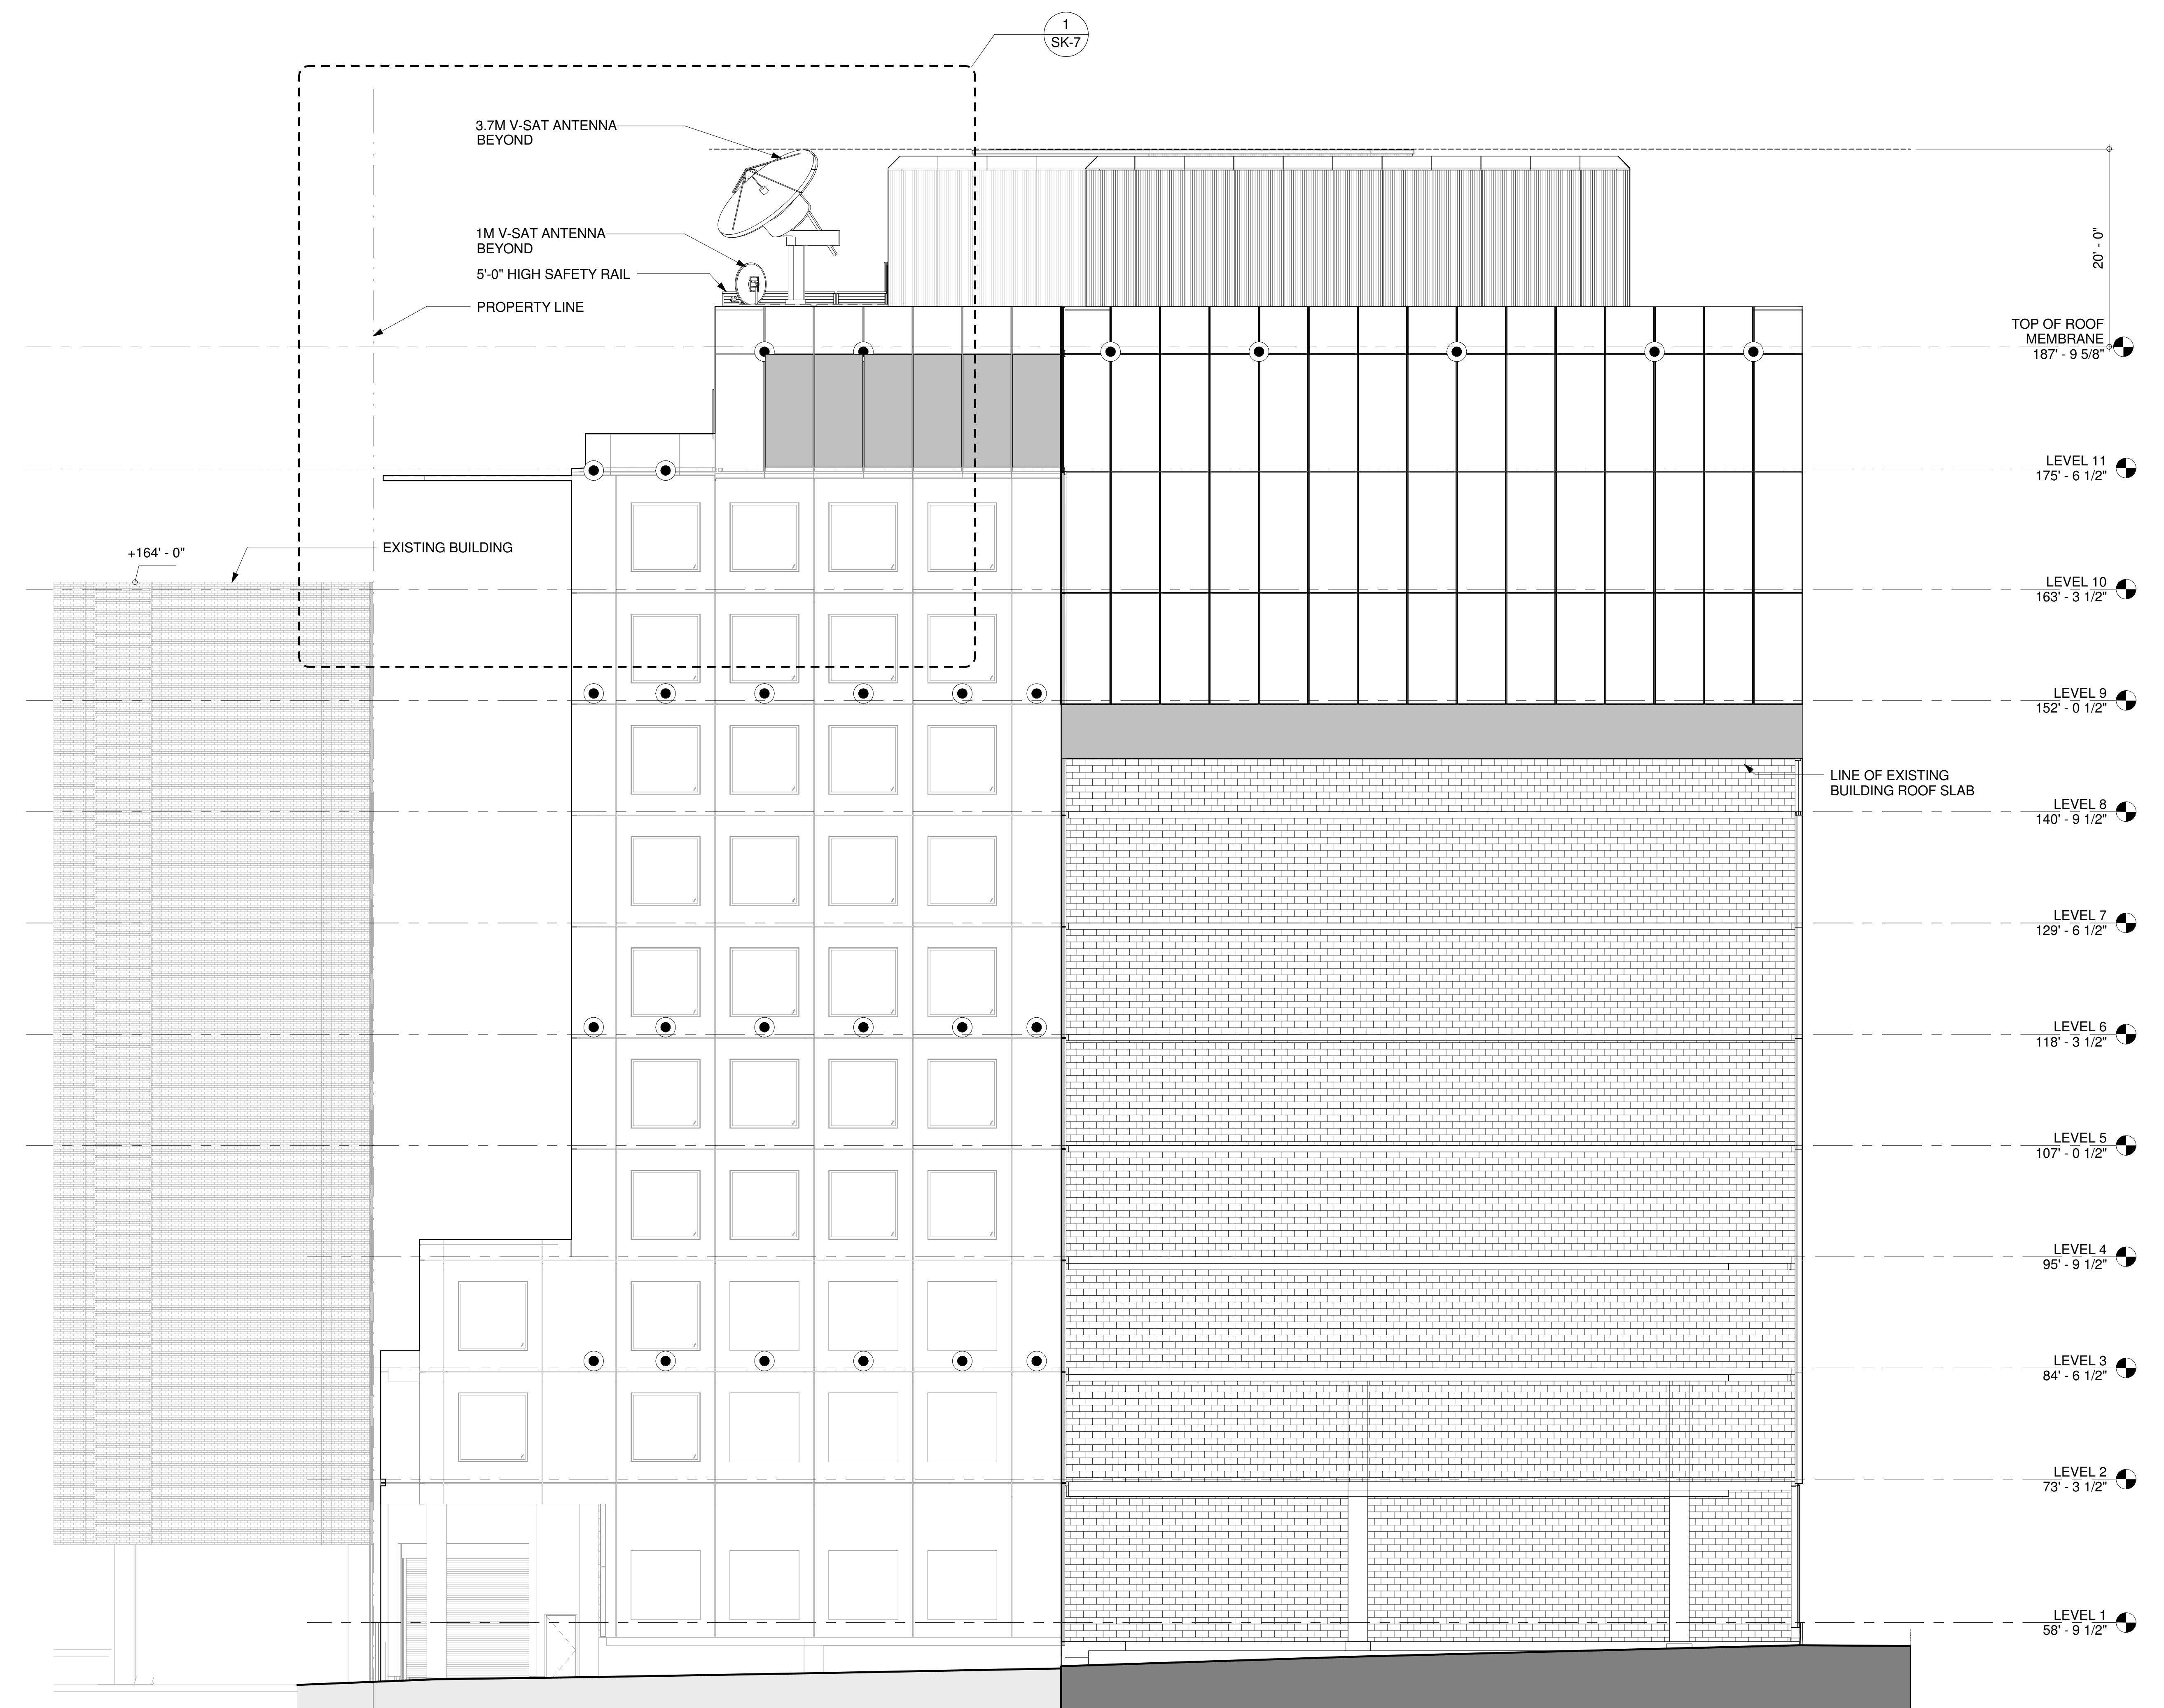 1
SK-7
3.7M V-SAT ANTENNA
BEYOND
1M V-SAT ANTENNA
BEYOND
5'-0" HIGH SAFETY RAIL
PROPERTY LINE
20' - 0"
TOP OF ROOF
MEMBRANE
187' - 9 5/8"
LEVEL 11
175' - 6 1/2"
+164' - 0"
EXISTING BUILDING
LEVEL 10
163' - 3 1/2"
LEVEL 9
152' - 0 1/2"
LINE OF EXISTING
BUILDING ROOF SLAB
LEVEL 8
140' - 9 1/2"
LEVEL 7
129' - 6 1/2"
LEVEL 6
118' - 3 1/2"
LEVEL 5
107' - 0 1/2"
LEVEL 4
95' - 9 1/2"
LEVEL 3
84' - 6 1/2"
LEVEL 2
73' - 3 1/2"
LEVEL 1
58' - 9 1/2"